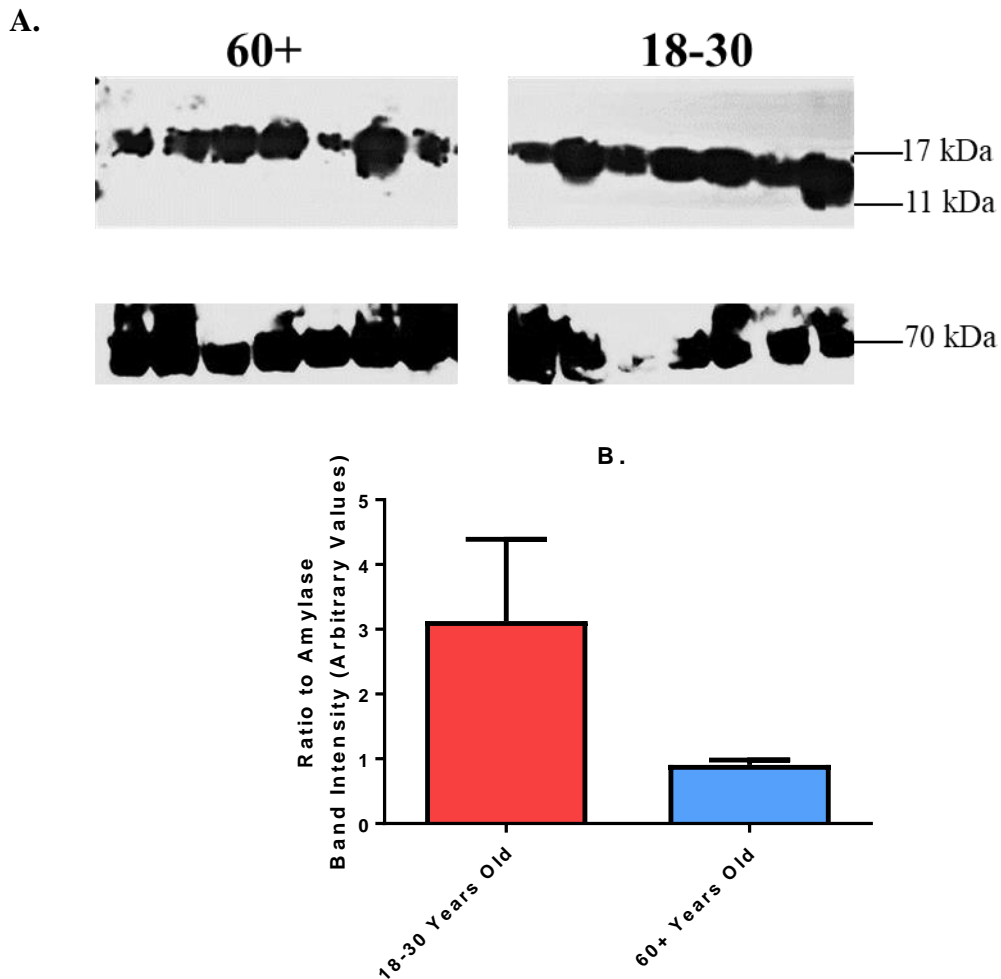 A.
60+
18-30
17 kDa
11 kDa
70 kDa
B.
Ratio to Amylase
Band Intensity (Arbitrary Values)
5
4
3
2
1
0
18-30 Years Old
60+ Years Old